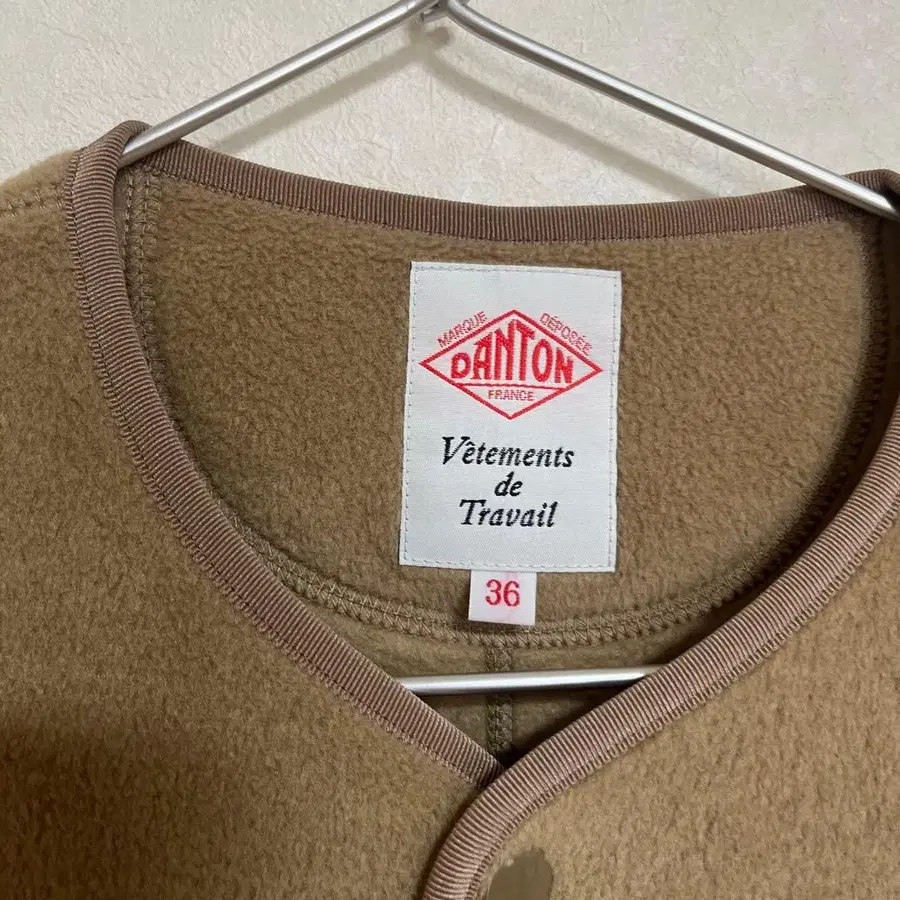 MARQUE DÉPOSÉE
DANTON
FRANCE
Vêtements
de
Travail
36